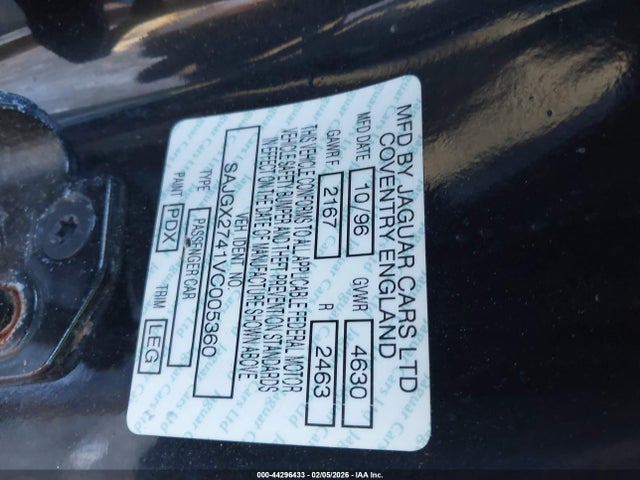 MFD BY JAGUAR CARS LTD
COVENTRY, ENGLAND
MFD DATE 10/96 GVWR 4630
GAWR F 2167 R 2463
THIS VEHICLE CONFORMS TO ALL APPLICABLE FEDERAL MOTOR
VEHICLE SAFETY BUMPER AND THEFT PREVENTION STANDARDS
IN EFFECT ON THE DATE OF MANUFACTURE SHOWN ABOVE
VEH IDENT NO.
SAJGX2741VC005360
TYPE PASSENGER CAR
PAINT PDX TRIM LEG
000-44296433 - 02/05/2026 - IAA Inc.